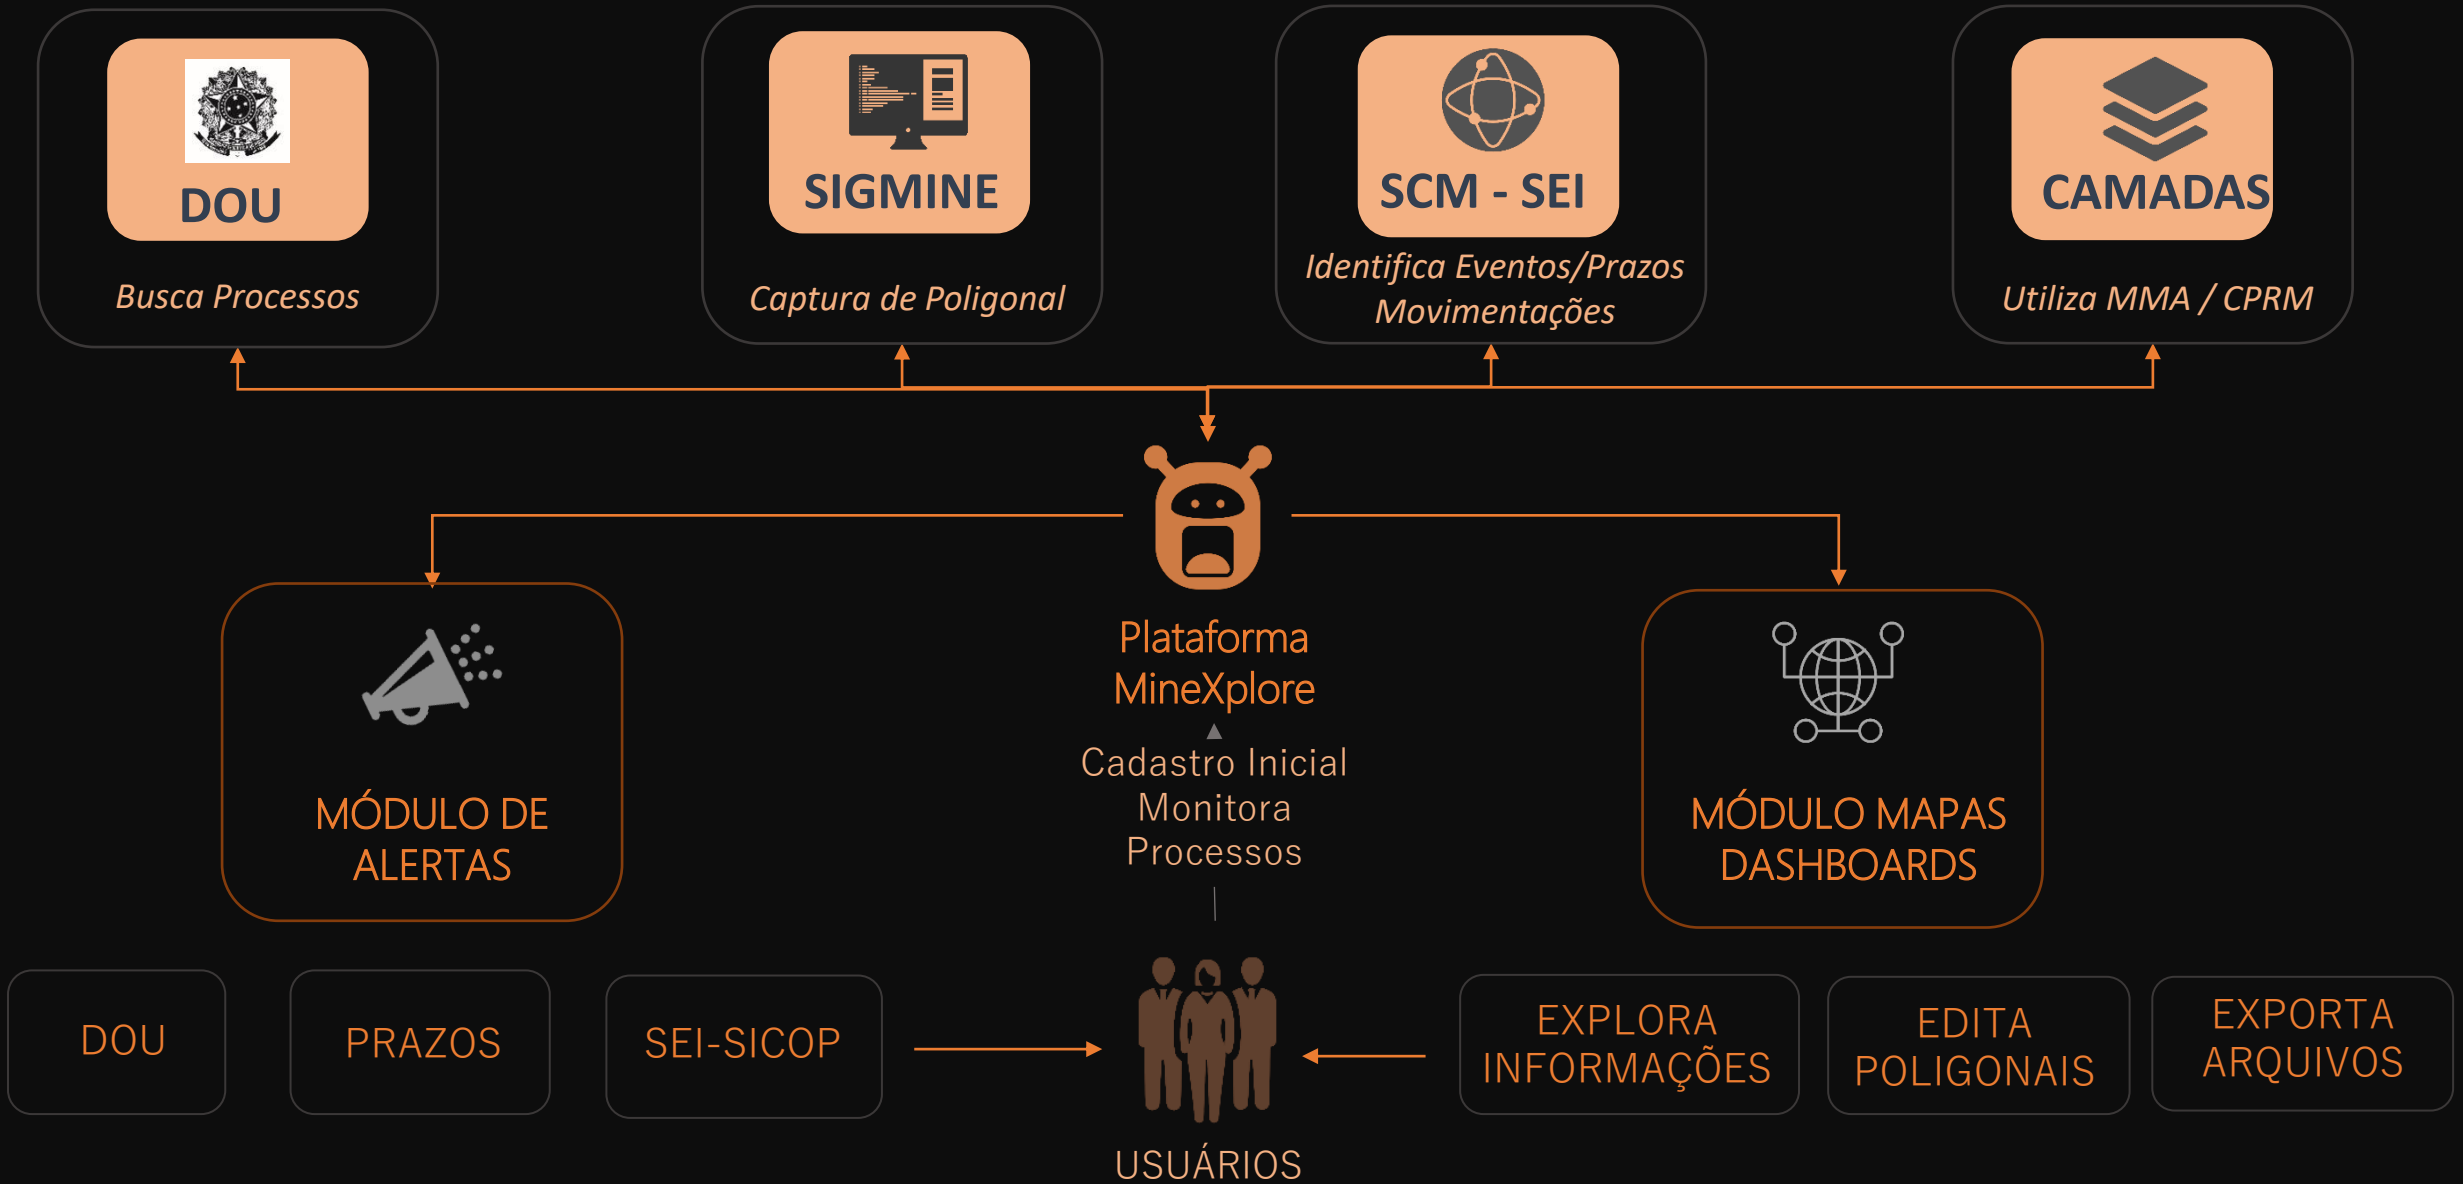 DOU
Busca Processos
SIGMINE
Captura de Poligonal
SCM - SEI
Identifica Eventos/Prazos
Movimentações
CAMADAS
Utiliza MMA / CPRM
Plataforma
MineXplore
Cadastro Inicial
Monitora
Processos
MÓDULO DE
ALERTAS
MÓDULO MAPAS
DASHBOARDS
DOU
PRAZOS
SEI-SICOP
USUÁRIOS
EXPLORA
INFORMAÇÕES
EDITA
POLIGONAIS
EXPORTA
ARQUIVOS